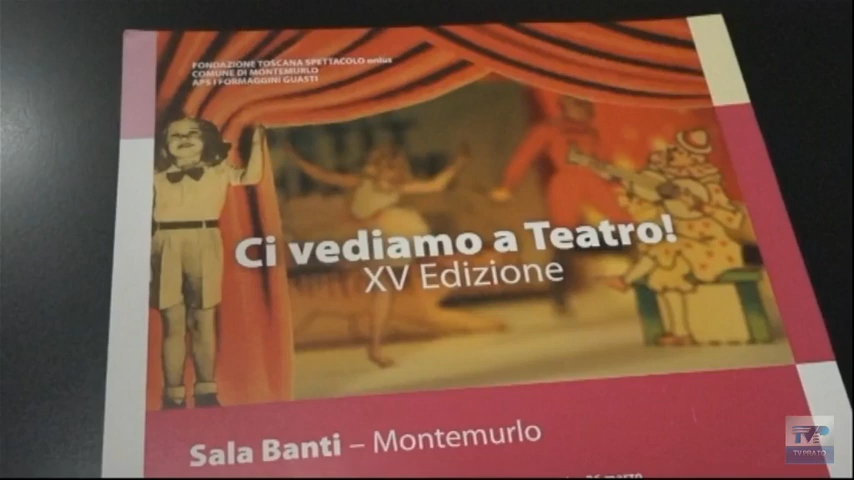 FONDAZIONE TOSCANA SPETTACOLO onlus
COMUNE DI MONTEMURLO
APS I FORMAGGINI GUASTI
Ci vediamo a Teatro!
XV Edizione
Sala Banti – Montemurlo
marzo
TV PRATO